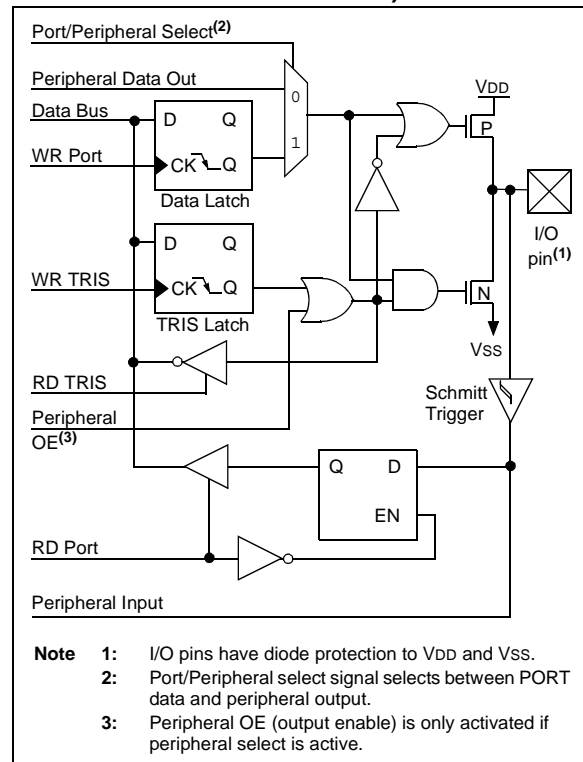 Port/Peripheral Select(2)
Peripheral Data Out
Data Bus
WR Port
D Q
CK Q
Data Latch
0
1
VDD
P
I/O
pin(1)
D Q
WR TRIS
CK Q
TRIS Latch
N
VSS
RD TRIS
Schmitt
Trigger
Peripheral
OE(3)
Q D
EN
RD Port
Peripheral Input
Note 1: I/O pins have diode protection to VDD and VSS.
2: Port/Peripheral select signal selects between PORT
data and peripheral output.
3: Peripheral OE (output enable) is only activated if
peripheral select is active.